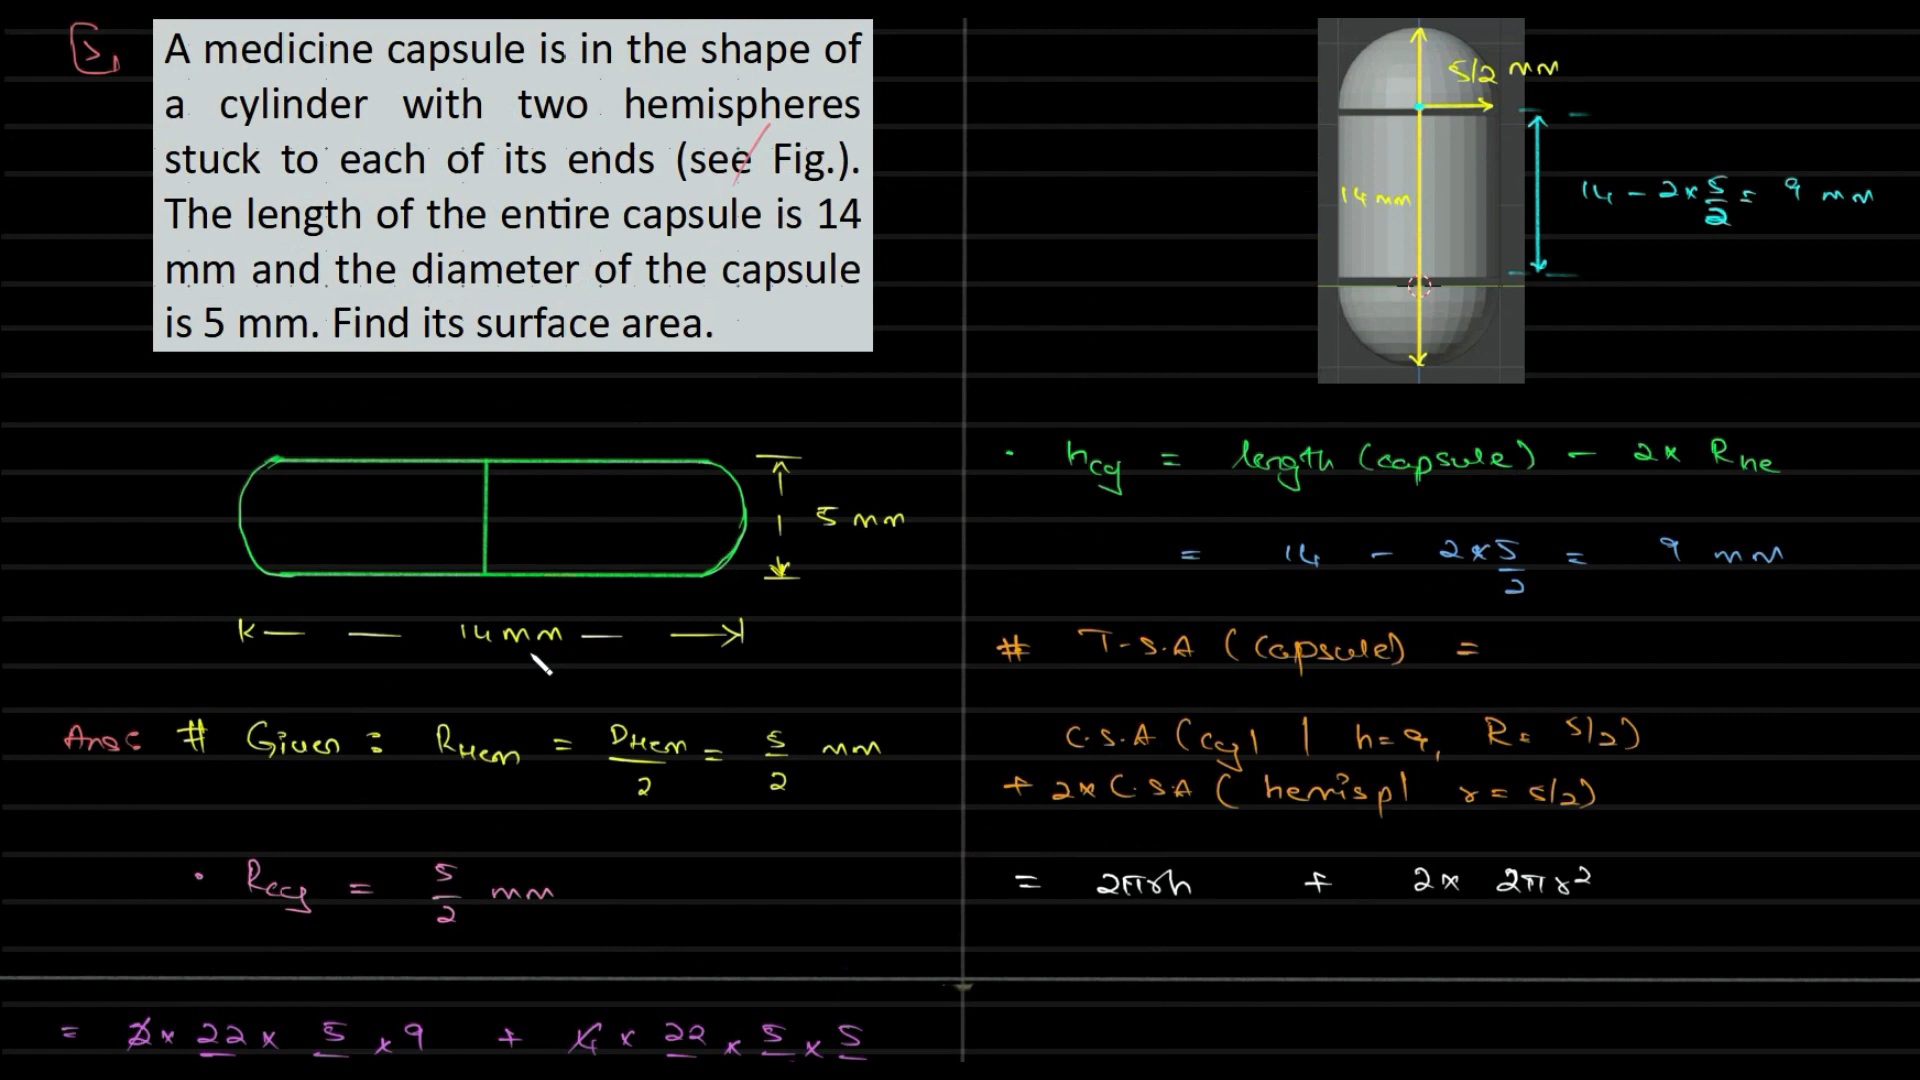 A medicine capsule is in the shape of
a cylinder with two hemispheres
stuck to each of its ends (see Fig.).
The length of the entire capsule is 14
mm and the diameter of the capsule
is 5 mm. Find its surface area.
5/2 mm
14 mm
14 - 2 × 5/2 = 9 mm
5 mm
14 mm
Ans: # Given : R_Hem = D_Hem/2 = 5/2 mm
• R_cy = 5/2 mm
• h_cy = length (capsule) - 2 × R_he
= 14 - 2 × 5/2 = 9 mm
# T.S.A (capsule) =
C.S.A (cyl | h = 9, R = 5/2)
+ 2 × C.S.A (hemisp | r = 5/2)
= 2πrh + 2 × 2πr²
= 2 × 22 × 5 × 9 + 4 × 22 × 5 × 5